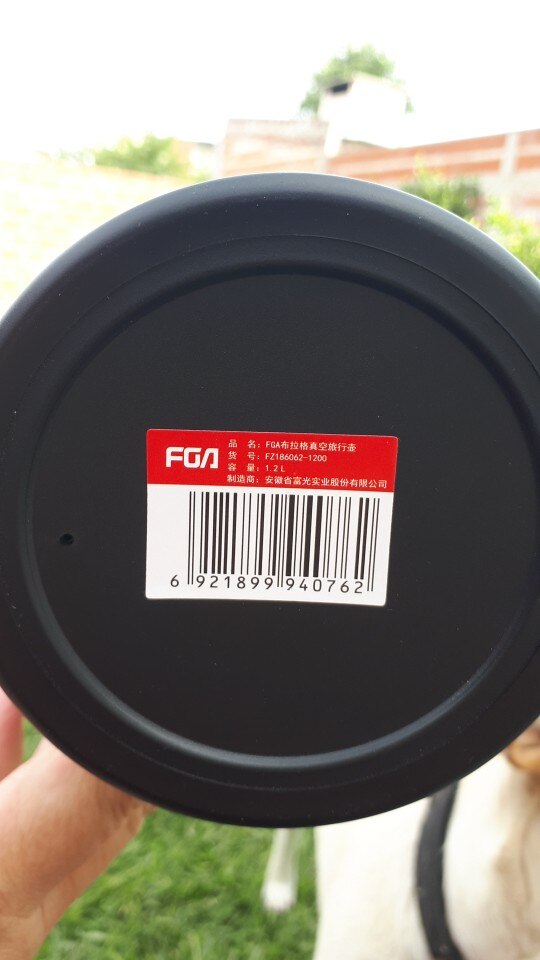 FGA
品 名：FGA布拉格真空旅行壶
货 号：FZ186062-1200
容 量：1.2L
制造商：安徽省富光实业股份有限公司
6 921899 940762